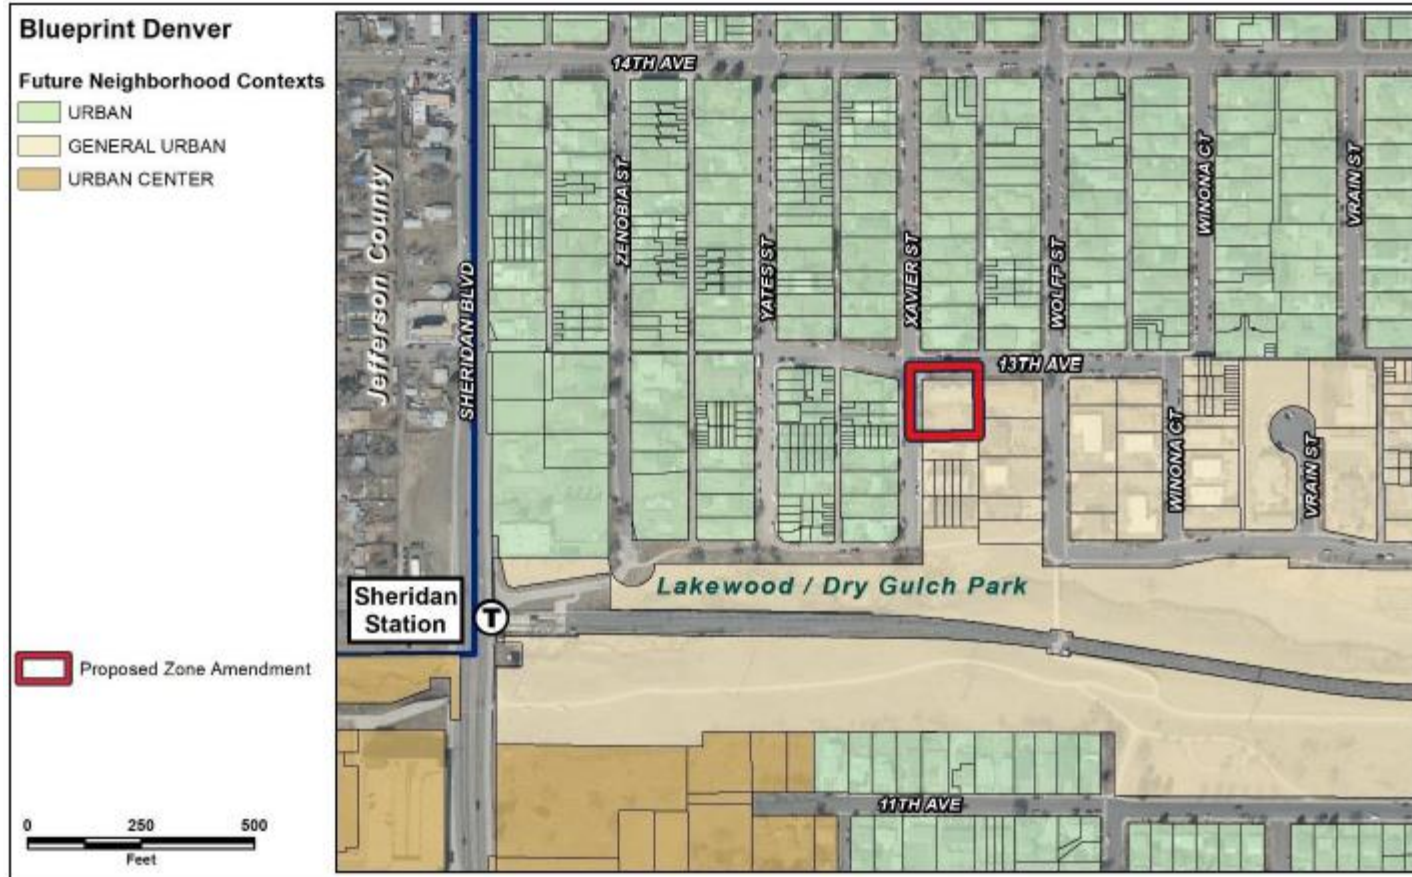 Blueprint Denver
Future Neighborhood Contexts
URBAN
GENERAL URBAN
URBAN CENTER
Proposed Zone Amendment
0 250 500
Feet
14TH AVE
Jefferson County
SHERIDAN BLVD
ZENOBIA ST
YATES ST
XAVIER ST
WOLFF ST
WINONA CT
VRAIN ST
13TH AVE
WINONA CT
VRAIN ST
Lakewood / Dry Gulch Park
Sheridan
Station
T
11TH AVE